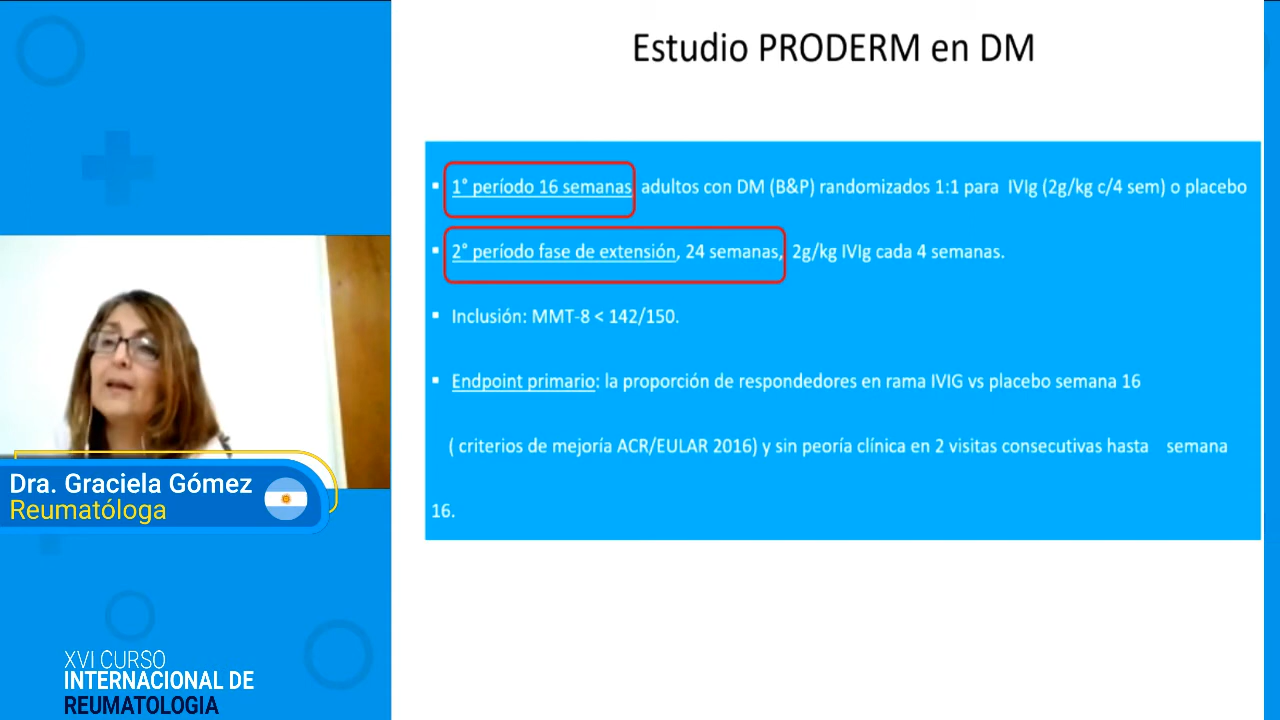 Estudio PRODERM en DM
1° período 16 semanas adultos con DM (B&P) randomizados 1:1 para IVIg (2g/kg c/4 sem) o placebo
2° período fase de extensión, 24 semanas, 2g/kg IVIg cada 4 semanas.
Inclusión: MMT-8 < 142/150.
Endpoint primario: la proporción de respondedores en rama IVIG vs placebo semana 16
( criterios de mejoría ACR/EULAR 2016) y sin peoría clínica en 2 visitas consecutivas hasta semana
16.
Dra. Graciela Gómez
Reumatóloga
XVI CURSO
INTERNACIONAL DE
REUMATOLOGIA